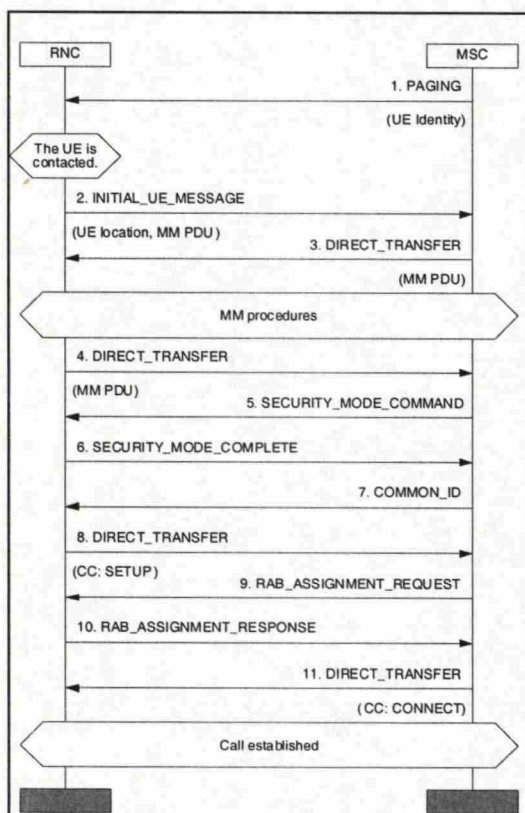 RNC
MSC
1. PAGING
(UE Identity)
The UE is
contacted.
2. INITIAL_UE_MESSAGE
(UE location, MM PDU)
3. DIRECT_TRANSFER
(MM PDU)
MM procedures
4. DIRECT_TRANSFER
(MM PDU)
5. SECURITY_MODE_COMMAND
6. SECURITY_MODE_COMPLETE
7. COMMON_ID
8. DIRECT_TRANSFER
(CC: SETUP)
9. RAB_ASSIGNMENT_REQUEST
10. RAB_ASSIGNMENT_RESPONSE
11. DIRECT_TRANSFER
(CC: CONNECT)
Call established